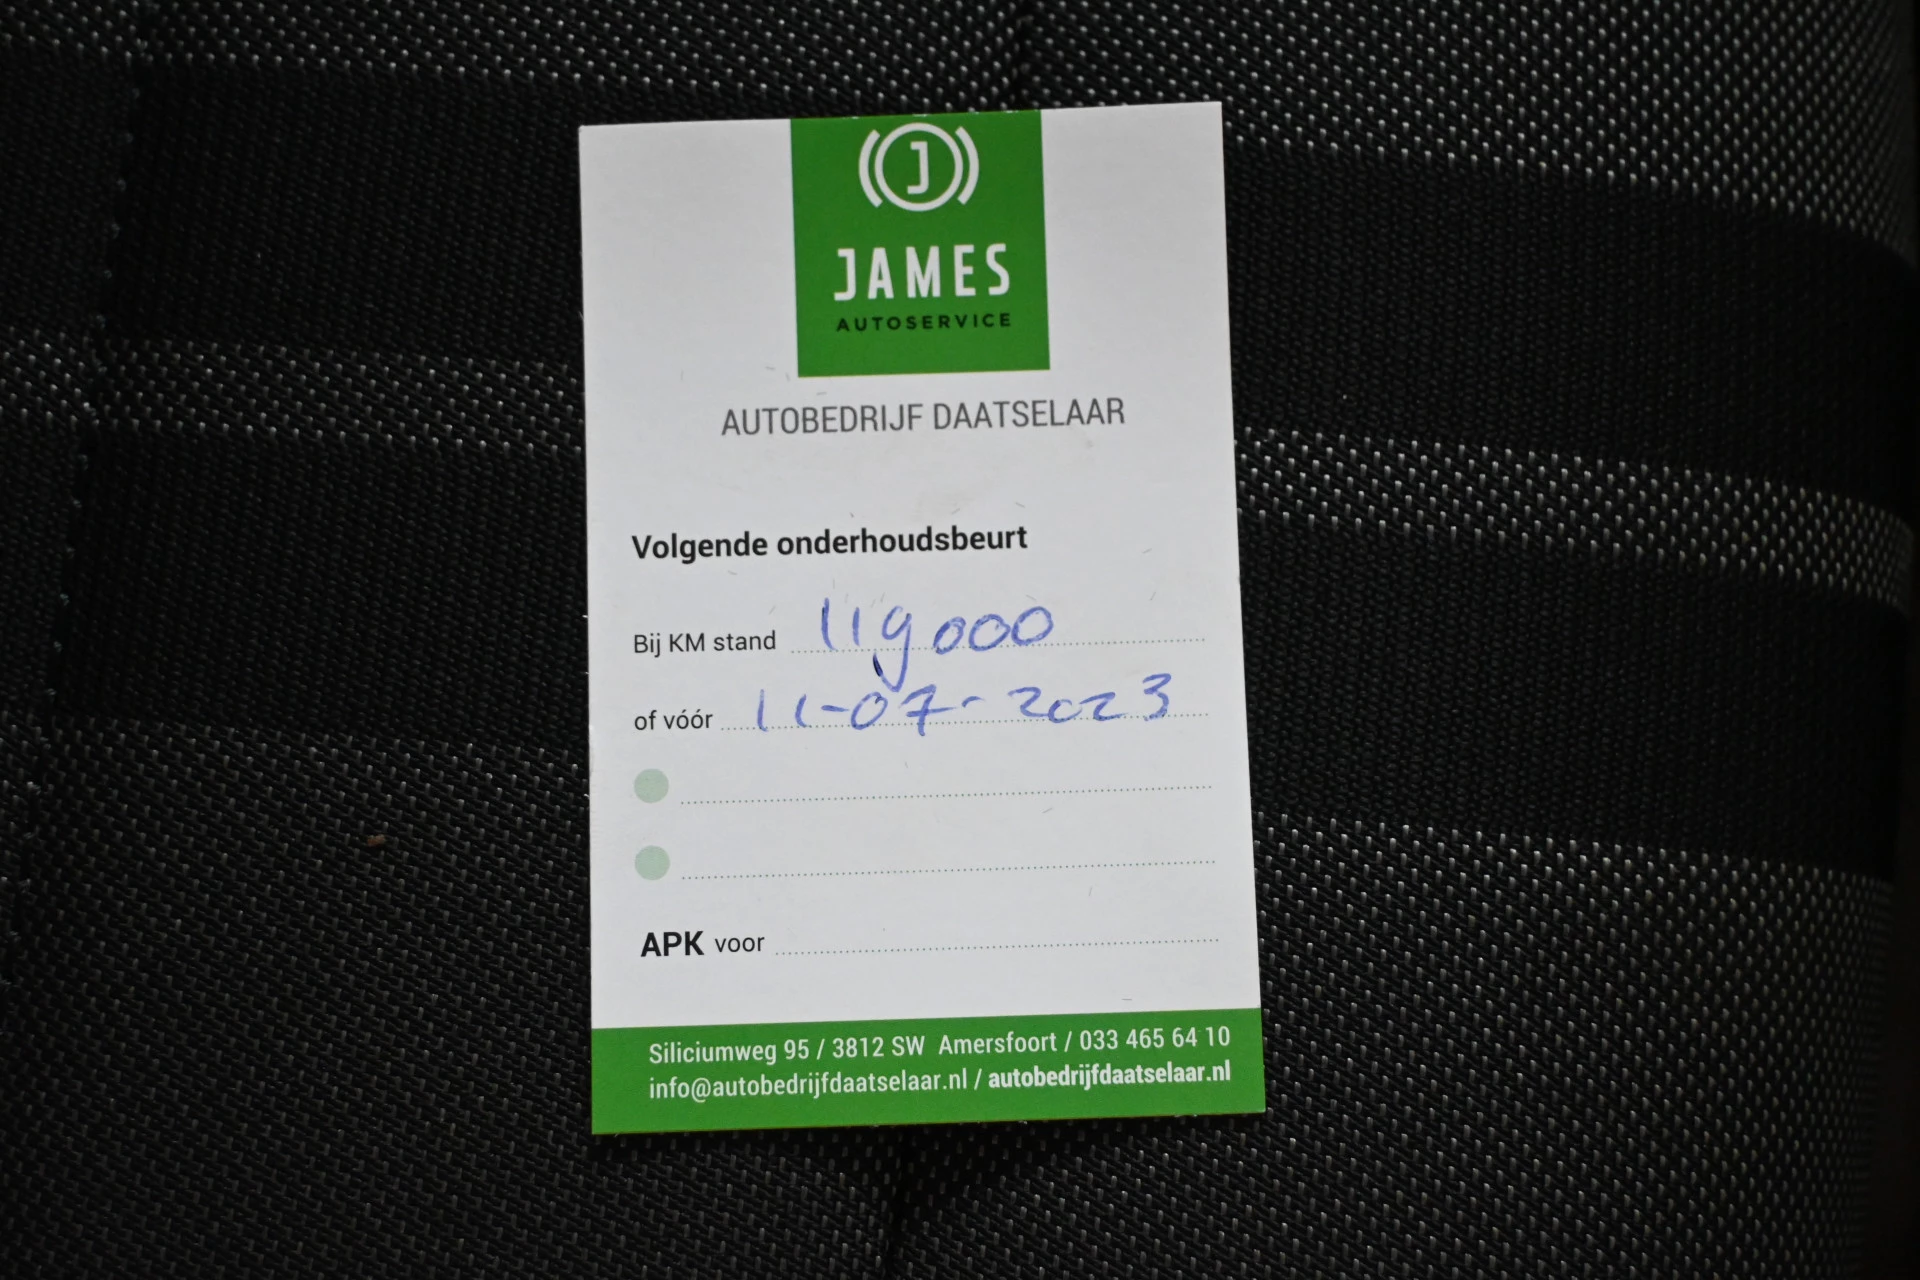 J
JAMES
AUTOSERVICE
AUTOBEDRIJF DAATSELAAR
Volgende onderhoudsbeurt
Bij KM stand 119000
of vóór 11-07-2023
APK voor
Siliciumweg 95 / 3812 SW Amersfoort / 033 465 64 10
info@autobedrijfdaatselaar.nl / autobedrijfdaatselaar.nl